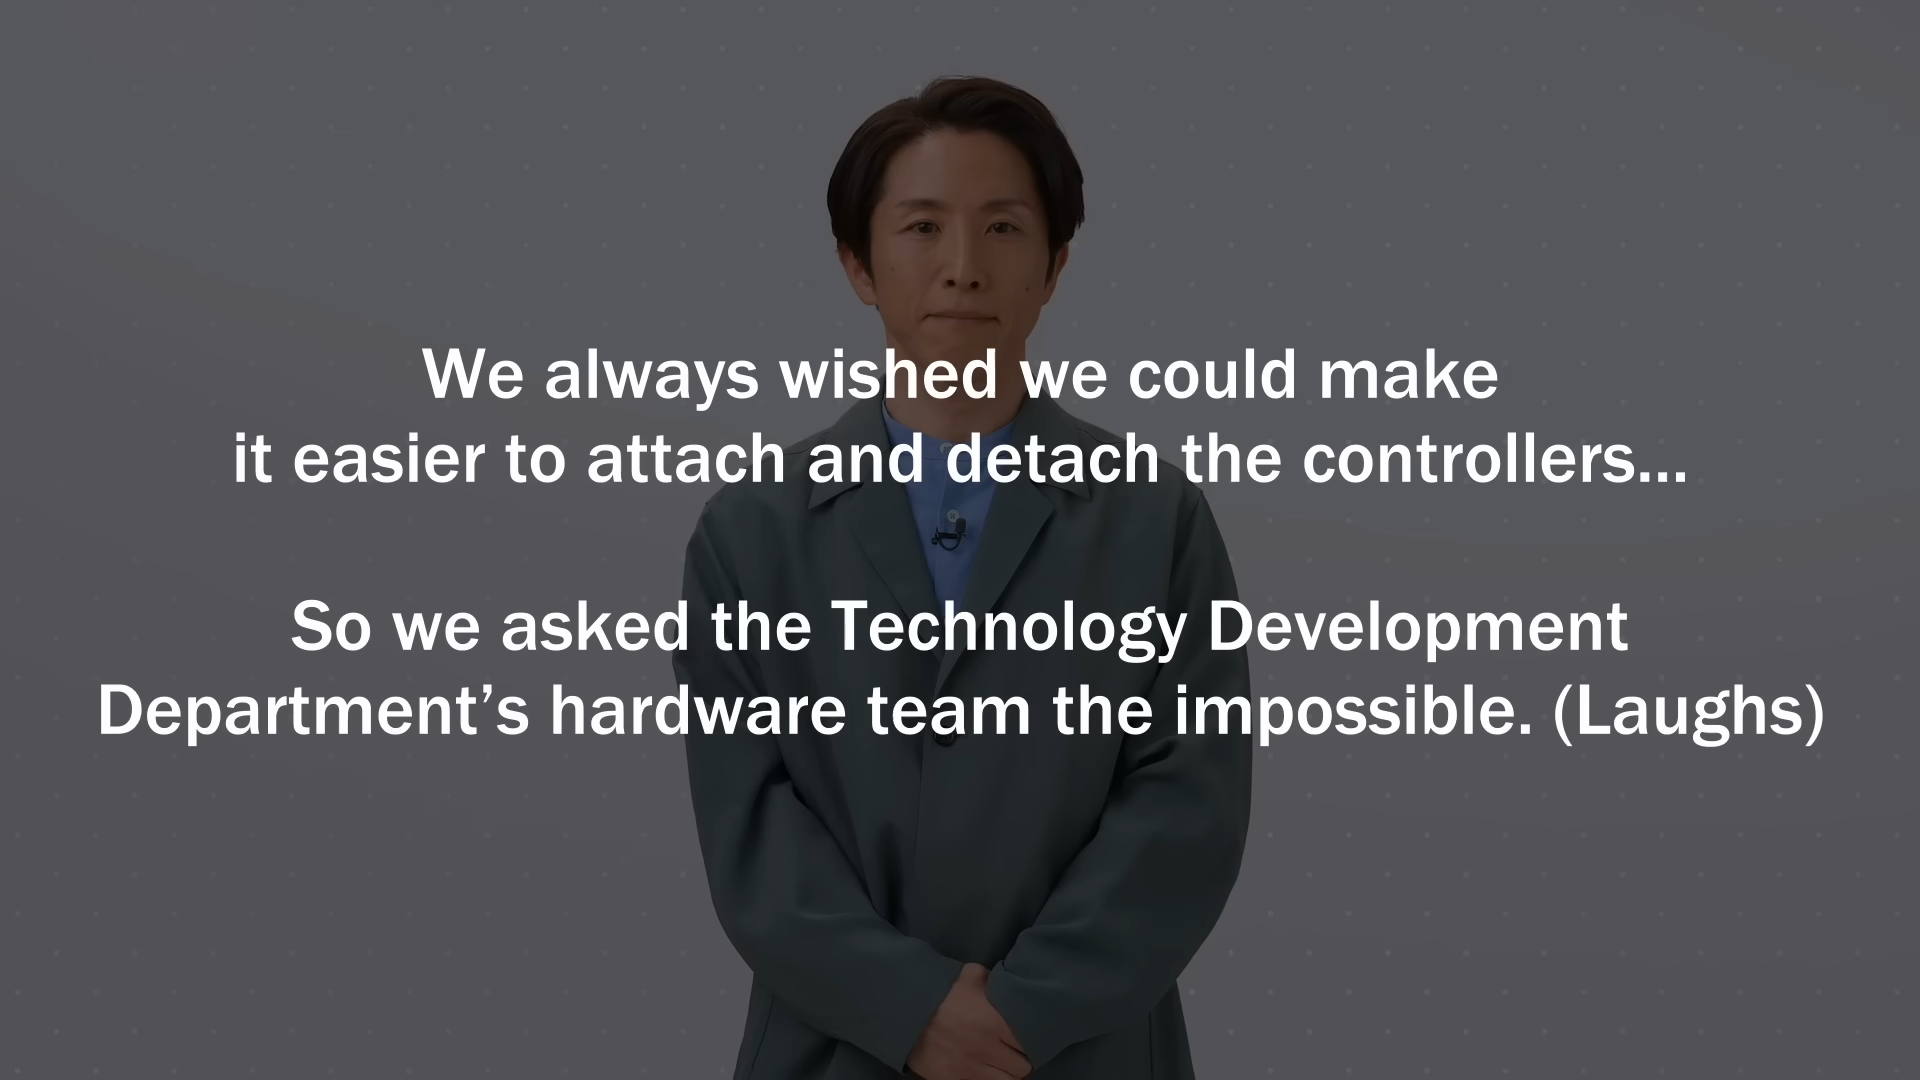 We always wished we could make
it easier to attach and detach the controllers...
So we asked the Technology Development
Department’s hardware team the impossible. (Laughs)